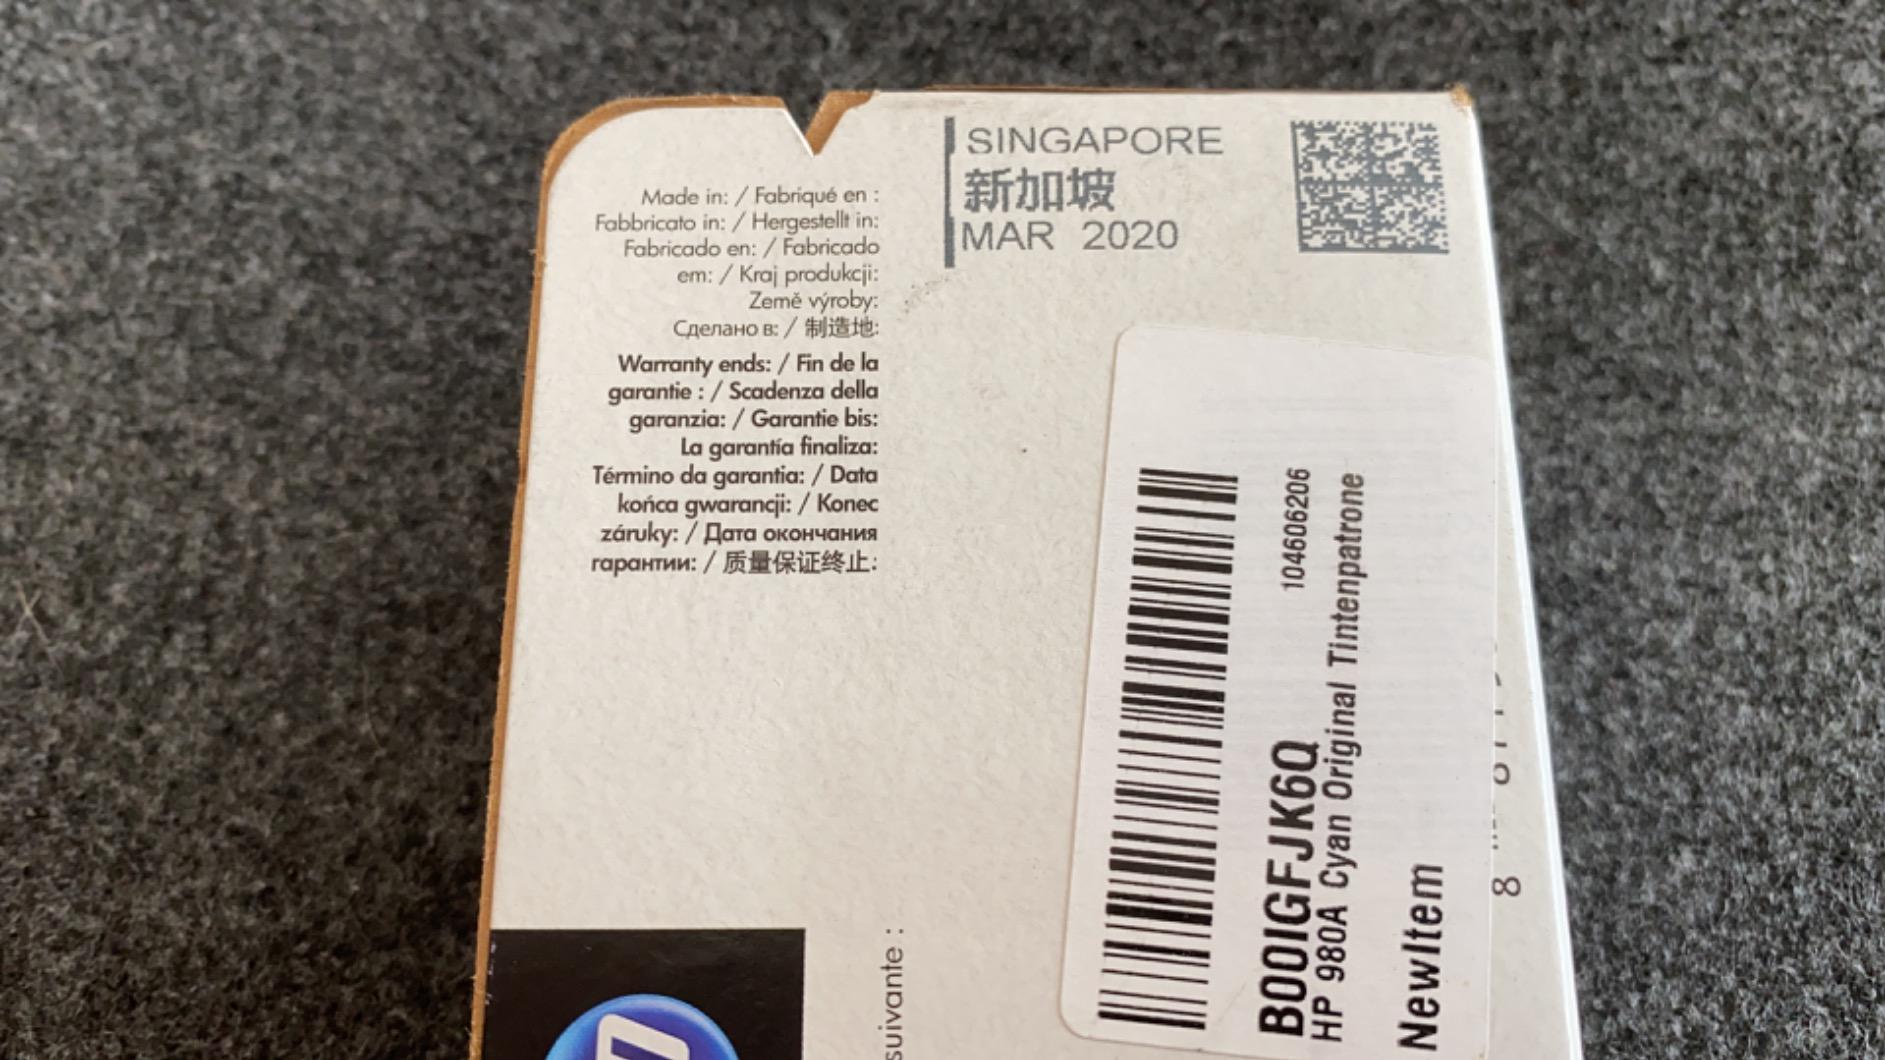 Made in: / Fabriqué en :
Fabbricato in: / Hergestellt in:
Fabricado en: / Fabricado
em: / Kraj produkcji:
Země výroby:
Сделано в: / 制造地:
Warranty ends: / Fin de la
garantie : / Scadenza della
garanzia: / Garantie bis:
La garantía finaliza:
Término da garantia: / Data
końca gwarancji: / Konec
záruky: / Дата окончания
гарантии: / 质量保证终止:
SINGAPORE
新加坡
MAR 2020
104606206
B00IGFJK6Q
HP 980A Cyan Original Tintenpatrone
NewItem
suivante :
8